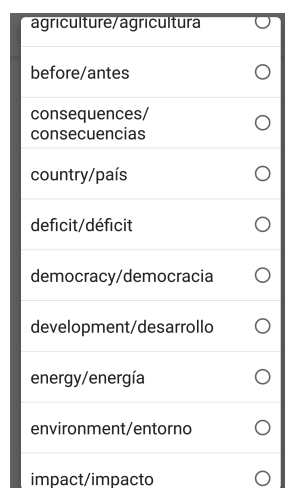 agriculture/agricultura
before/antes
consequences/
consecuencias
country/país
deficit/déficit
democracy/democracia
development/desarrollo
energy/energía
environment/entorno
impact/impacto